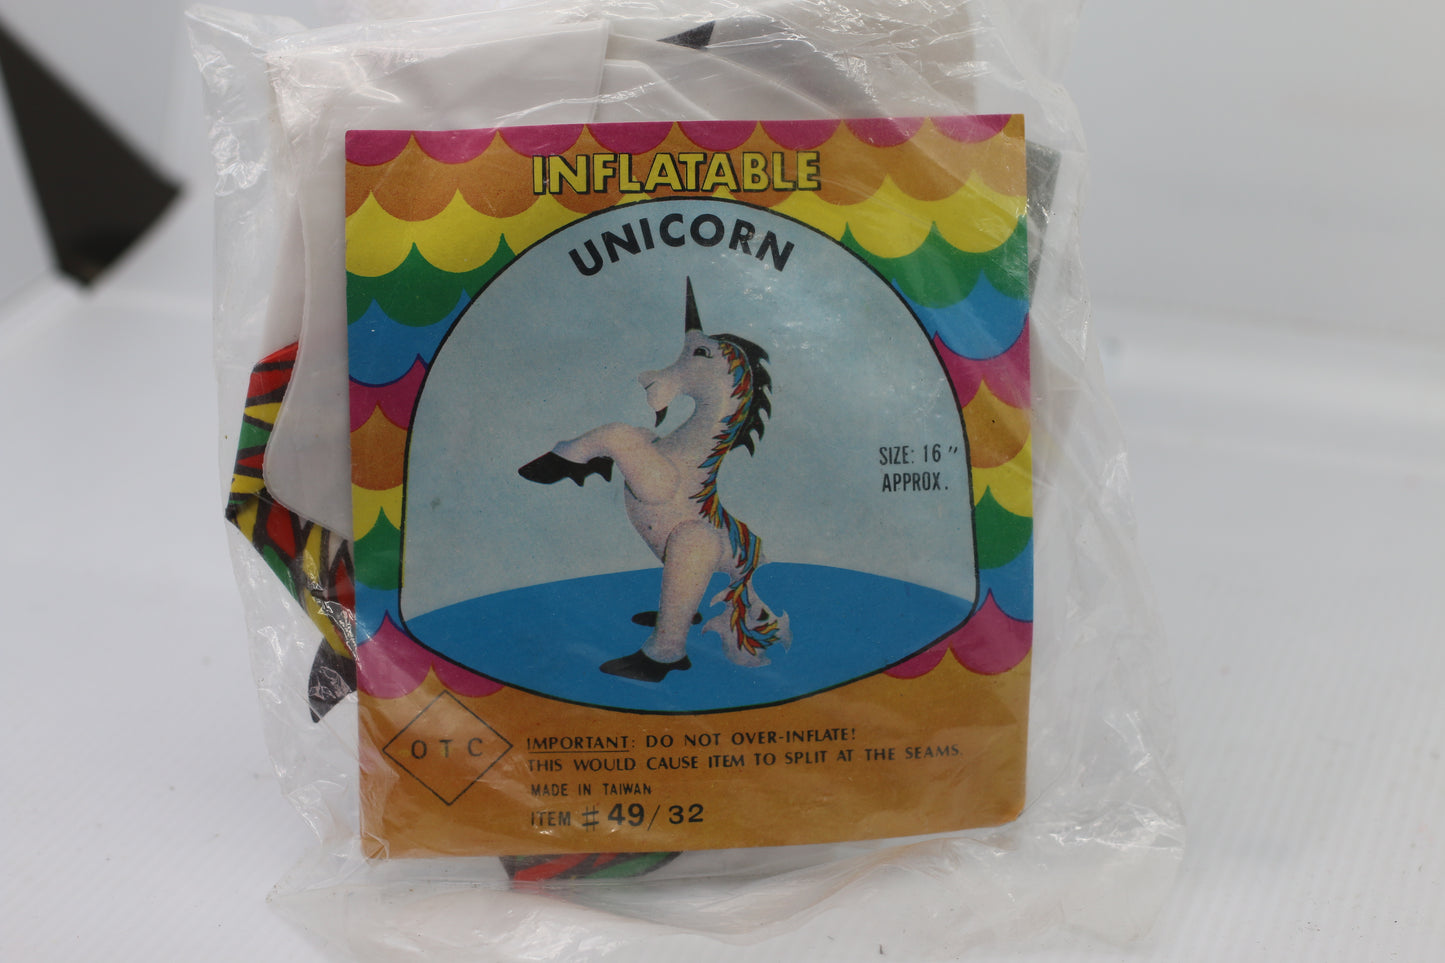 INFLATABLE
UNICORN
SIZE: 16"
APPROX.
OTC
IMPORTANT: DO NOT OVER-INFLATE!
THIS WOULD CAUSE ITEM TO SPLIT AT THE SEAMS.
MADE IN TAIWAN
ITEM #49/32